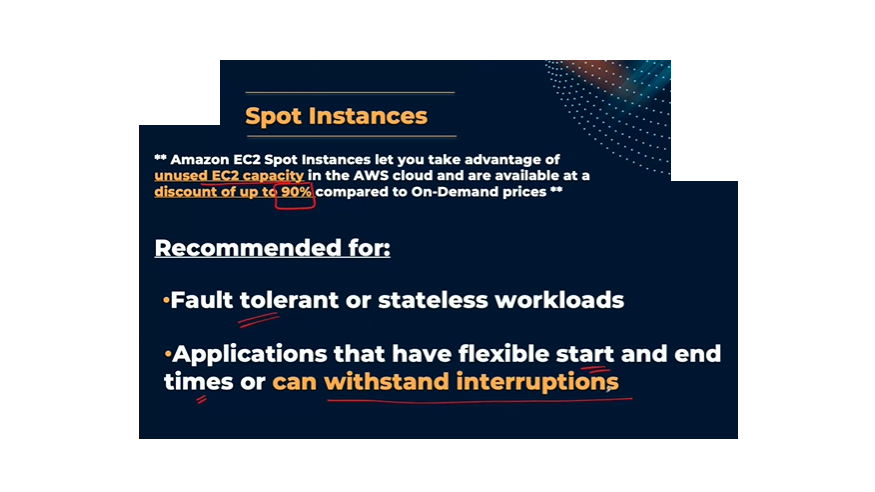 Spot Instances
** Amazon EC2 Spot Instances let you take advantage of
unused EC2 capacity in the AWS cloud and are available at a
discount of up to 90% compared to On-Demand prices **
Recommended for:
•Fault tolerant or stateless workloads
•Applications that have flexible start and end
times or can withstand interruptions